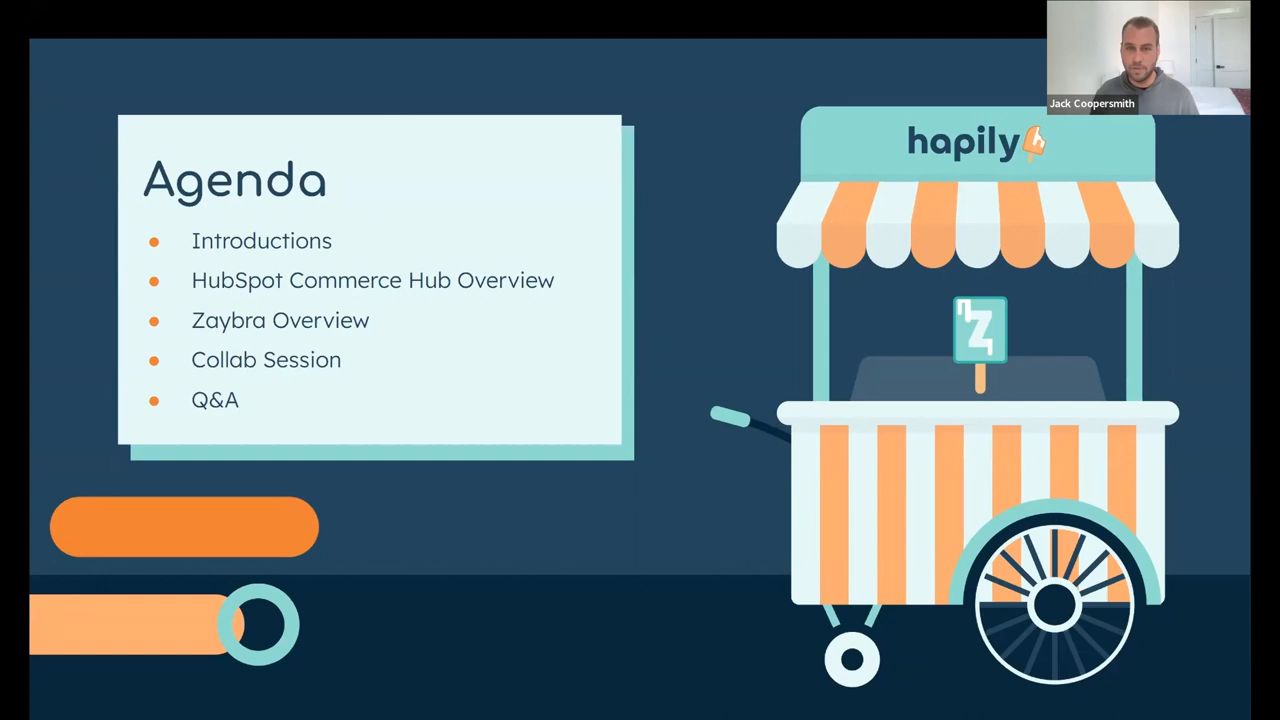 Jack Coopersmith
hapily
Agenda
Introductions
HubSpot Commerce Hub Overview
Zaybra Overview
Collab Session
Q&A
Z